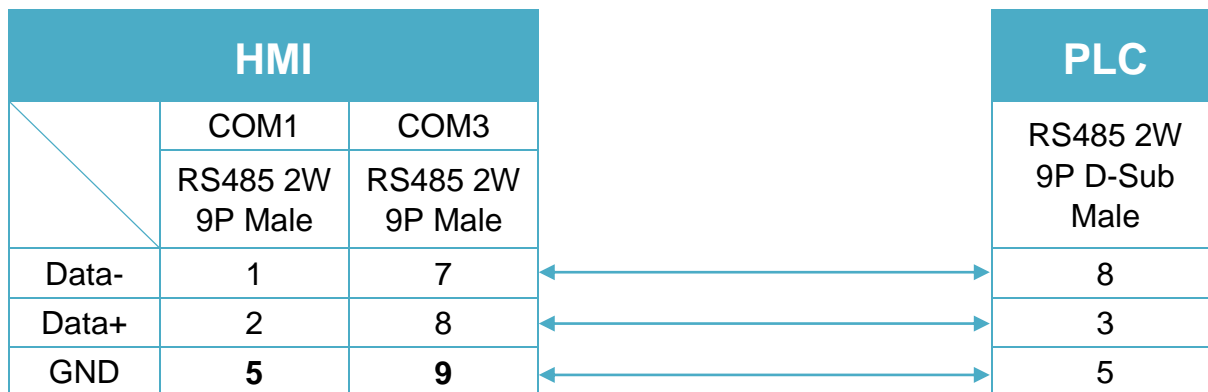 HMI
PLC
COM1 COM3
RS485 2W
9P Male
RS485 2W
9P Male
RS485 2W
9P D-Sub
Male
Data- 1 7 8
Data+ 2 8 3
GND 5 9 5